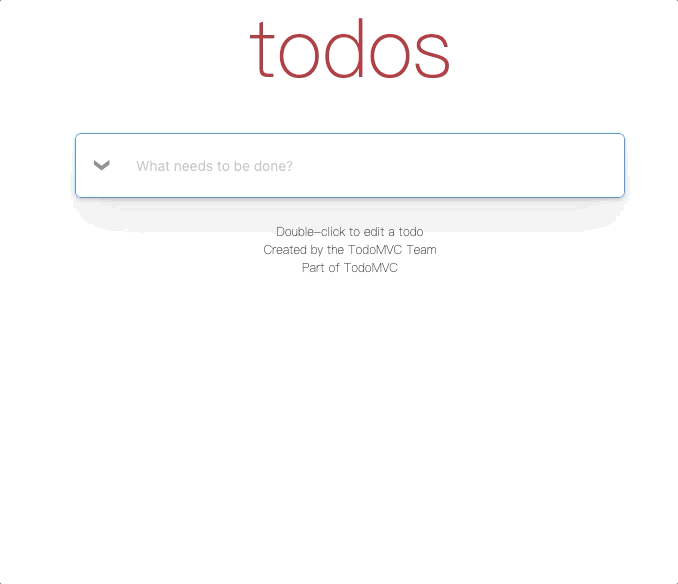 todos
What needs to be done?
Double-click to edit a todo
Created by the TodoMVC Team
Part of TodoMVC